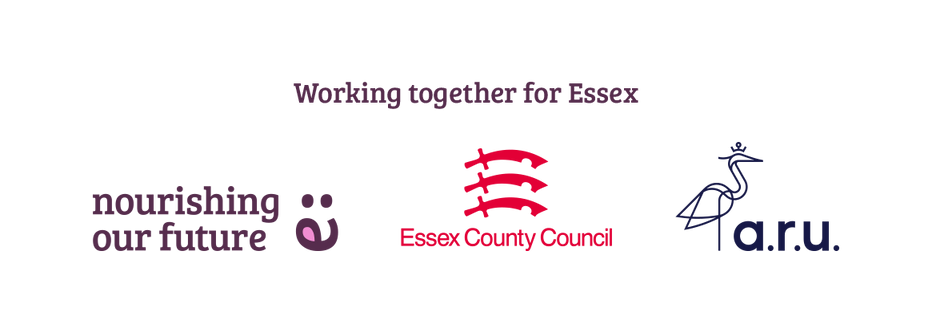 Working together for Essex
nourishing
our future
Essex County Council
a.r.u.